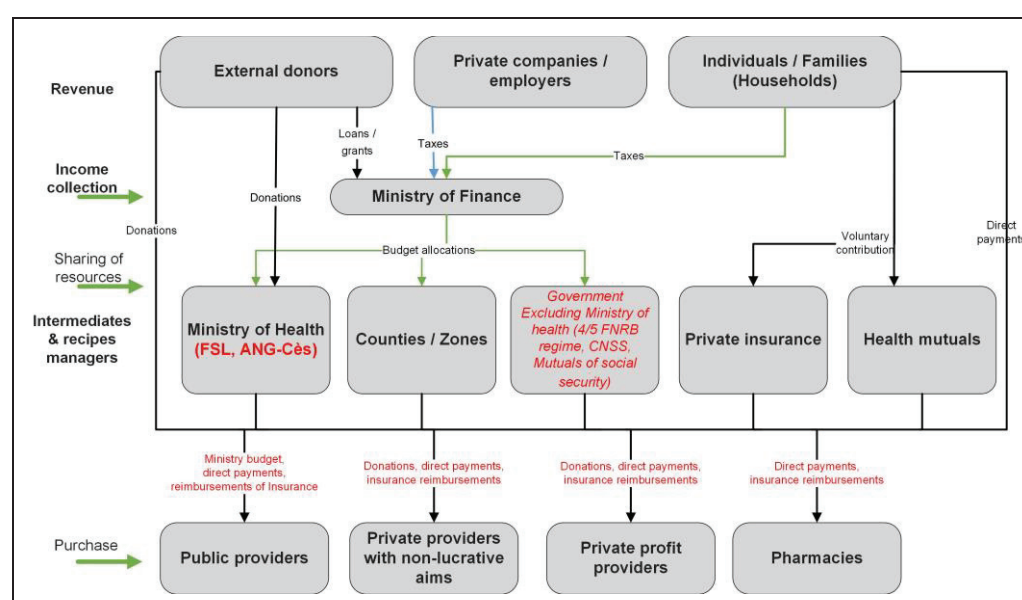 External donors
Private companies /
employers
Individuals / Families
(Households)
Revenue
Loans /
grants
Taxes
Taxes
Income
collection
Ministry of Finance
Donations
Donations
Direct
payments
Budget allocations
Voluntary
contribution
Sharing of
resources
Intermediates
& recipes
managers
Ministry of Health
(FSL, ANG-Cès)
Counties / Zones
Government
Excluding Ministry of
health (4/5 FNRB
regime, CNSS,
Mutuals of social
security)
Private insurance
Health mutuals
Ministry budget,
direct payments,
reimbursements of Insurance
Donations, direct payments,
insurance reimbursements
Donations, direct payments,
insurance reimbursements
Direct payments,
insurance reimbursements
Purchase
Public providers
Private providers
with non-lucrative
aims
Private profit
providers
Pharmacies